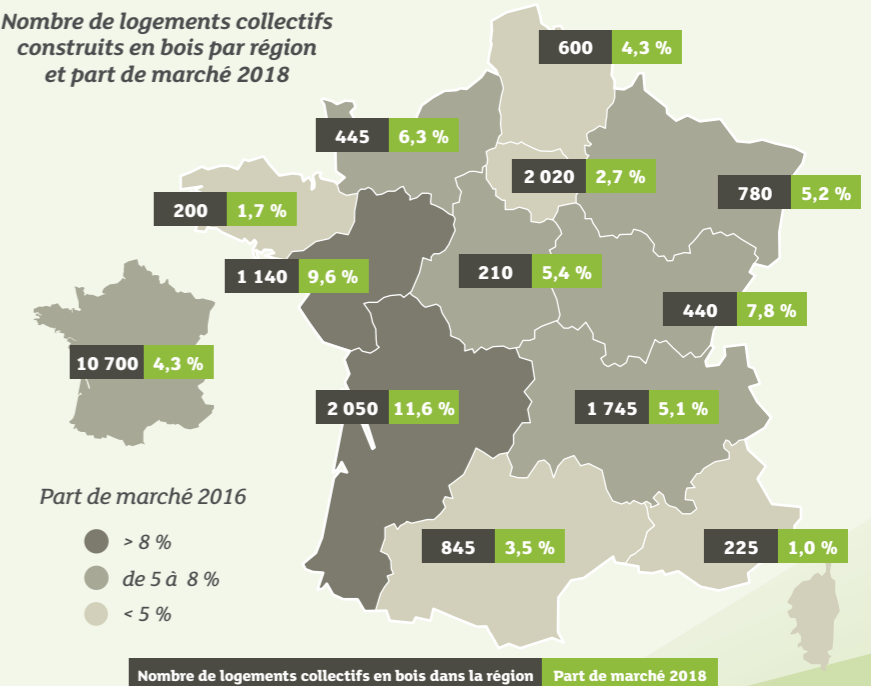 Nombre de logements collectifs
construits en bois par région
et part de marché 2018
600 4,3 %
445 6,3 %
2 020 2,7 %
780 5,2 %
200 1,7 %
1 140 9,6 %
210 5,4 %
440 7,8 %
10 700 4,3 %
2 050 11,6 %
1 745 5,1 %
Part de marché 2016
> 8 %
de 5 à 8 %
< 5 %
845 3,5 %
225 1,0 %
Nombre de logements collectifs en bois dans la région Part de marché 2018